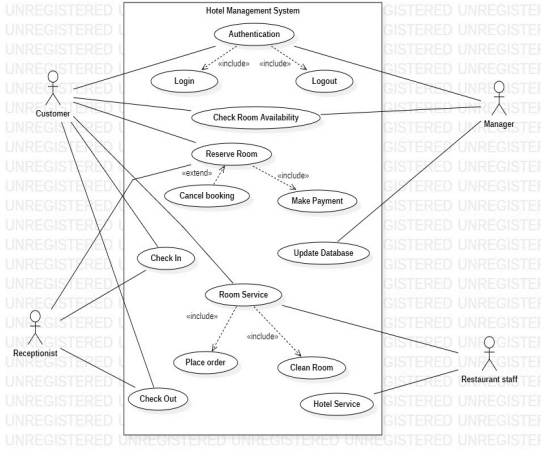 Hotel Management System
Authentication
«include»
«include»
Login
Logout
Customer
Check Room Availability
Manager
Reserve Room
«extend»
«include»
Cancel booking
Make Payment
Update Database
Check In
Room Service
«include»
Receptionist
«include»
Place order
Clean Room
Restaurant staff
Check Out
Hotel Service
UNREGISTERED UNREGISTERED UNREGISTERED UNREGISTERED UNREGISTERED